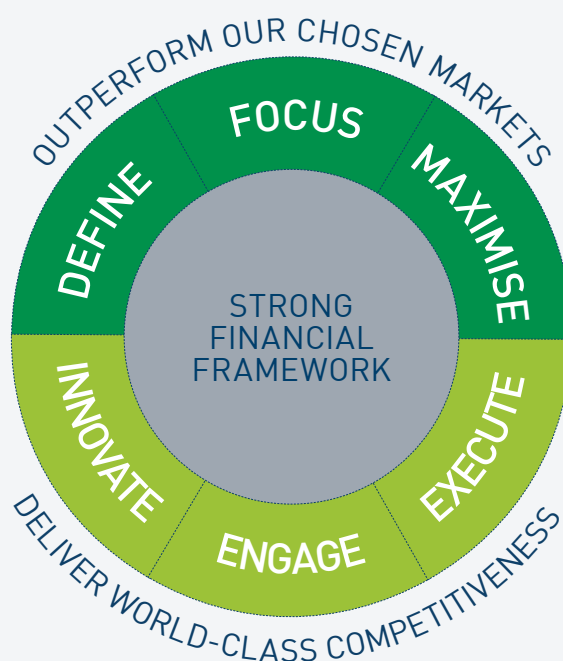 OUTPERFORM OUR CHOSEN MARKETS
DEFINE
FOCUS
MAXIMISE
STRONG
FINANCIAL
FRAMEWORK
INNOVATE
ENGAGE
EXECUTE
DELIVER WORLD-CLASS COMPETITIVENESS